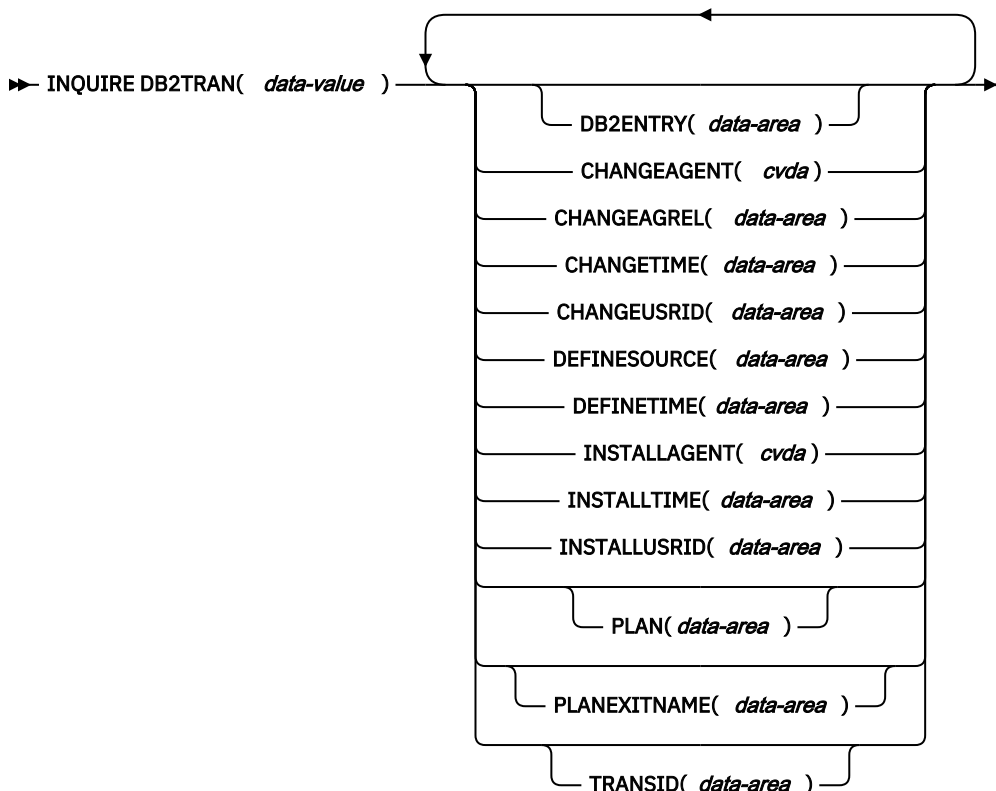 INQUIRE DB2TRAN( data-value )
DB2ENTRY( data-area )
CHANGEAGENT( cvda )
CHANGEAGREL( data-area )
CHANGETIME( data-area )
CHANGEUSRID( data-area )
DEFINESOURCE( data-area )
DEFINETIME( data-area )
INSTALLAGENT( cvda )
INSTALLTIME( data-area )
INSTALLUSRID( data-area )
PLAN( data-area )
PLANEXITNAME( data-area )
TRANSID( data-area )